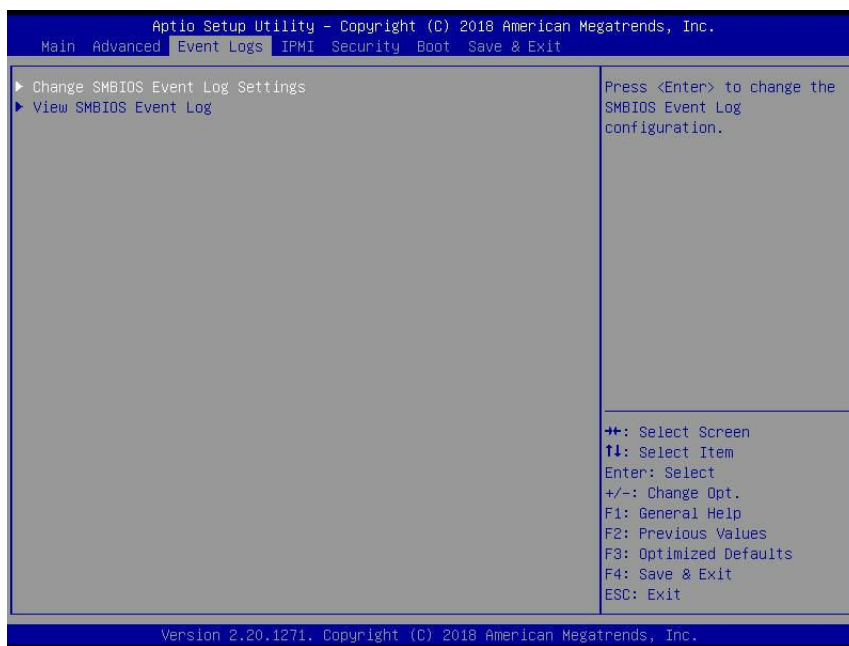 Aptio Setup Utility – Copyright (C) 2018 American Megatrends, Inc.
Main Advanced Event Logs IPMI Security Boot Save & Exit
Change SMBIOS Event Log Settings
View SMBIOS Event Log
Press <Enter> to change the
SMBIOS Event Log
configuration.
→←: Select Screen
↑↓: Select Item
Enter: Select
+/-: Change Opt.
F1: General Help
F2: Previous Values
F3: Optimized Defaults
F4: Save & Exit
ESC: Exit
Version 2.20.1271. Copyright (C) 2018 American Megatrends, Inc.